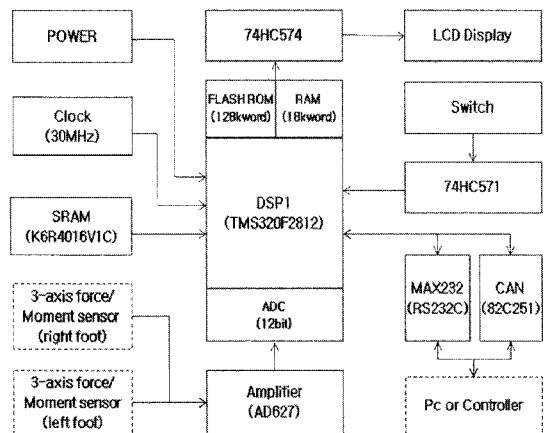 POWER
74HC574
LCD Display
FLASH ROM
(128kword)
RAM
(18kword)
Clock
(30MHz)
Switch
DSP1
(TMS320F2812)
74HC571
SRAM
(K6R4016V1C)
MAX232
(RS232C)
CAN
(82C251)
3-axis force/
Moment sensor
(right foot)
ADC
(12bit)
3-axis force/
Moment sensor
(left foot)
Amplifier
(AD627)
Pc or Controller